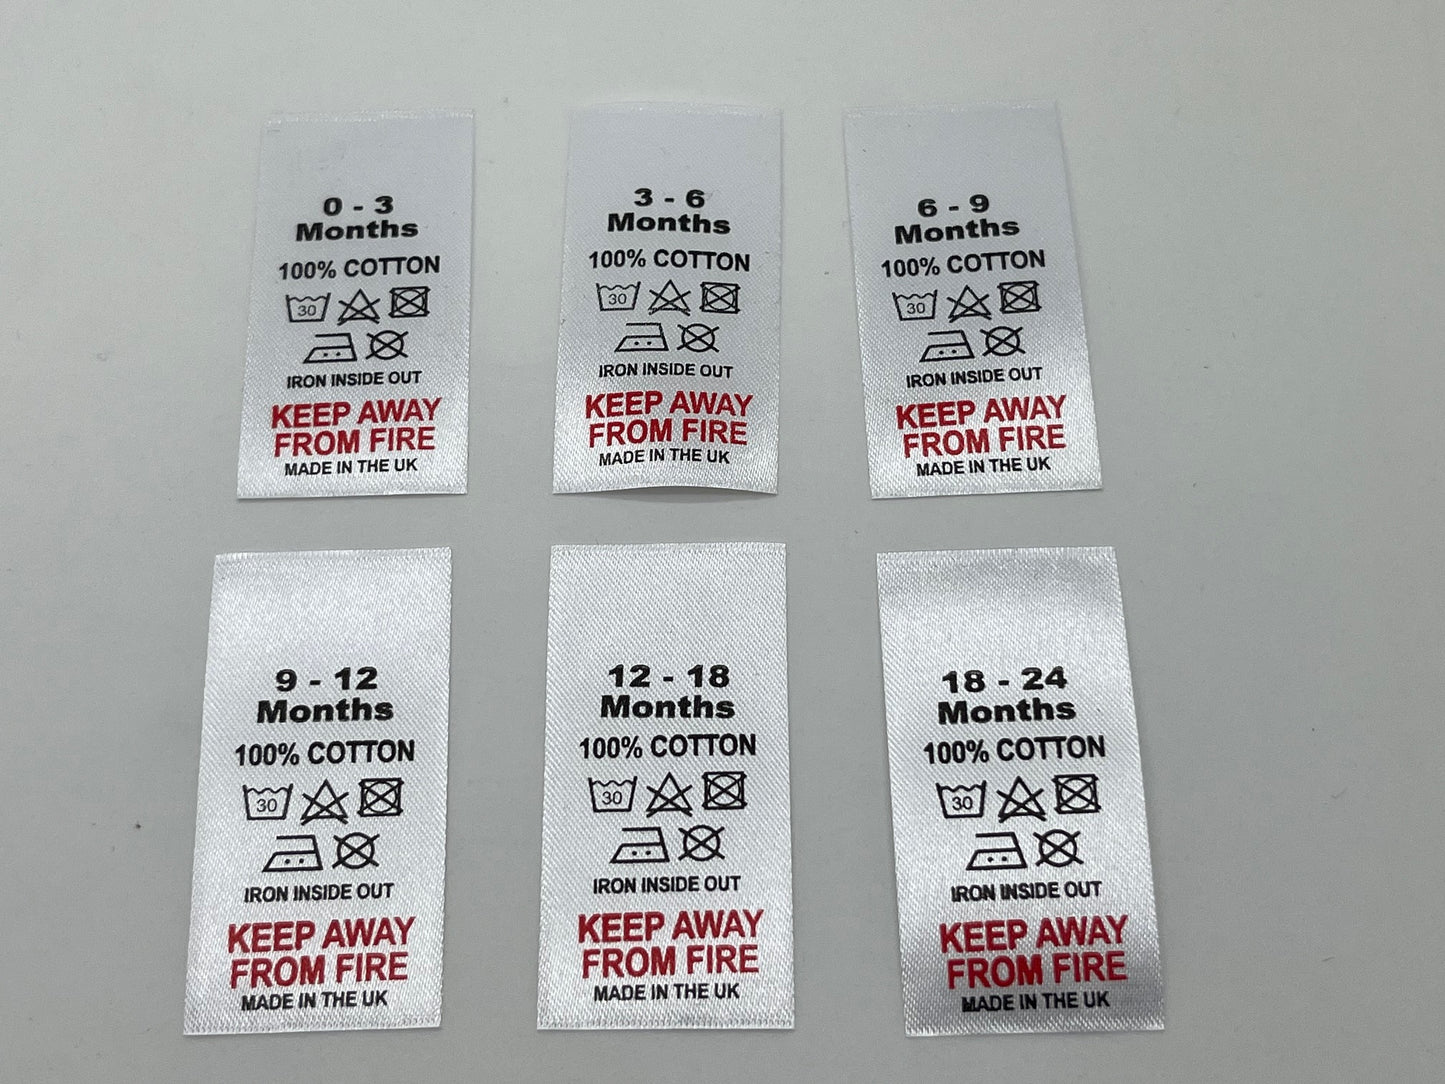 0 - 3
Months
100% COTTON
30
IRON INSIDE OUT
KEEP AWAY
FROM FIRE
MADE IN THE UK
3 - 6
Months
100% COTTON
30
IRON INSIDE OUT
KEEP AWAY
FROM FIRE
MADE IN THE UK
6 - 9
Months
100% COTTON
30
IRON INSIDE OUT
KEEP AWAY
FROM FIRE
MADE IN THE UK
9 - 12
Months
100% COTTON
30
IRON INSIDE OUT
KEEP AWAY
FROM FIRE
MADE IN THE UK
12 - 18
Months
100% COTTON
30
IRON INSIDE OUT
KEEP AWAY
FROM FIRE
MADE IN THE UK
18 - 24
Months
100% COTTON
30
IRON INSIDE OUT
KEEP AWAY
FROM FIRE
MADE IN THE UK